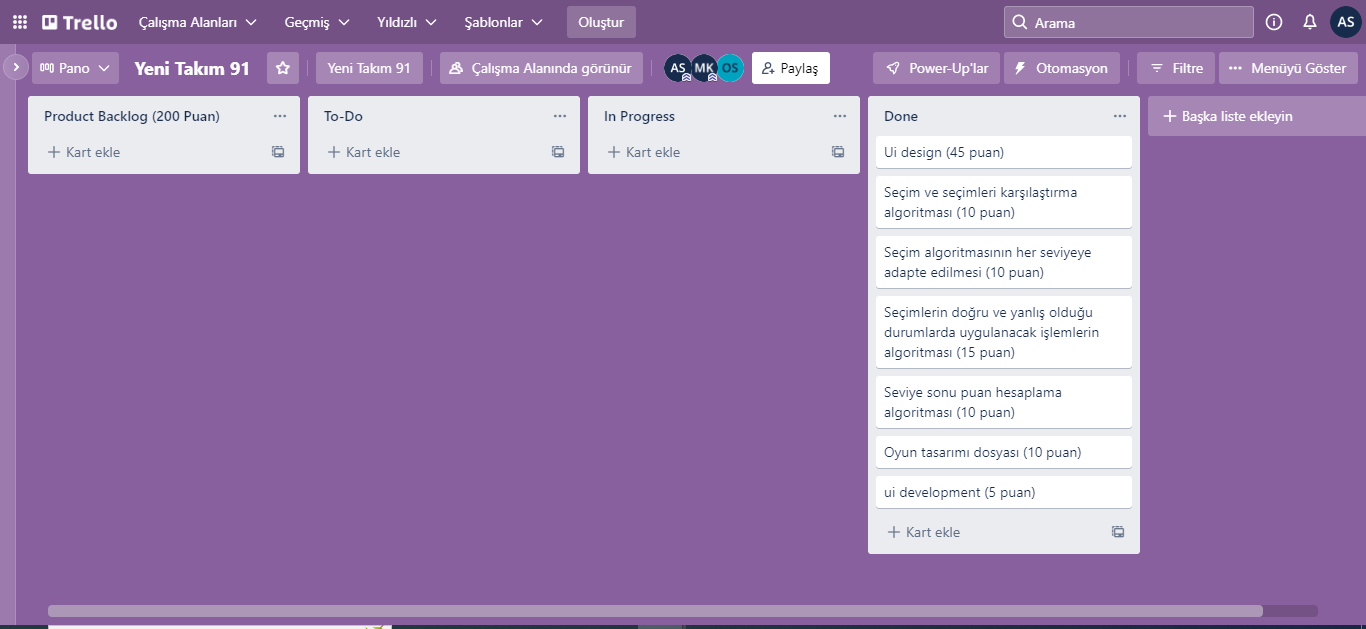 Trello Çalışma Alanları Geçmiş Yıldızlı Şablonlar Oluştur Arama AS
Pano Yeni Takım 91 Yeni Takım 91 Çalışma Alanında görünür AS MK OS Paylaş Power-Up'lar Otomasyon Filtre Menüyü Göster
Product Backlog (200 Puan)
Kart ekle
To-Do
Kart ekle
In Progress
Kart ekle
Done
Ui design (45 puan)
Seçim ve seçimleri karşılaştırma
algoritması (10 puan)
Seçim algoritmasının her seviyeye
adapte edilmesi (10 puan)
Seçimlerin doğru ve yanlış olduğu
durumlarda uygulanacak işlemlerin
algoritması (15 puan)
Seviye sonu puan hesaplama
algoritması (10 puan)
Oyun tasarımı dosyası (10 puan)
ui development (5 puan)
Kart ekle
Başka liste ekleyin